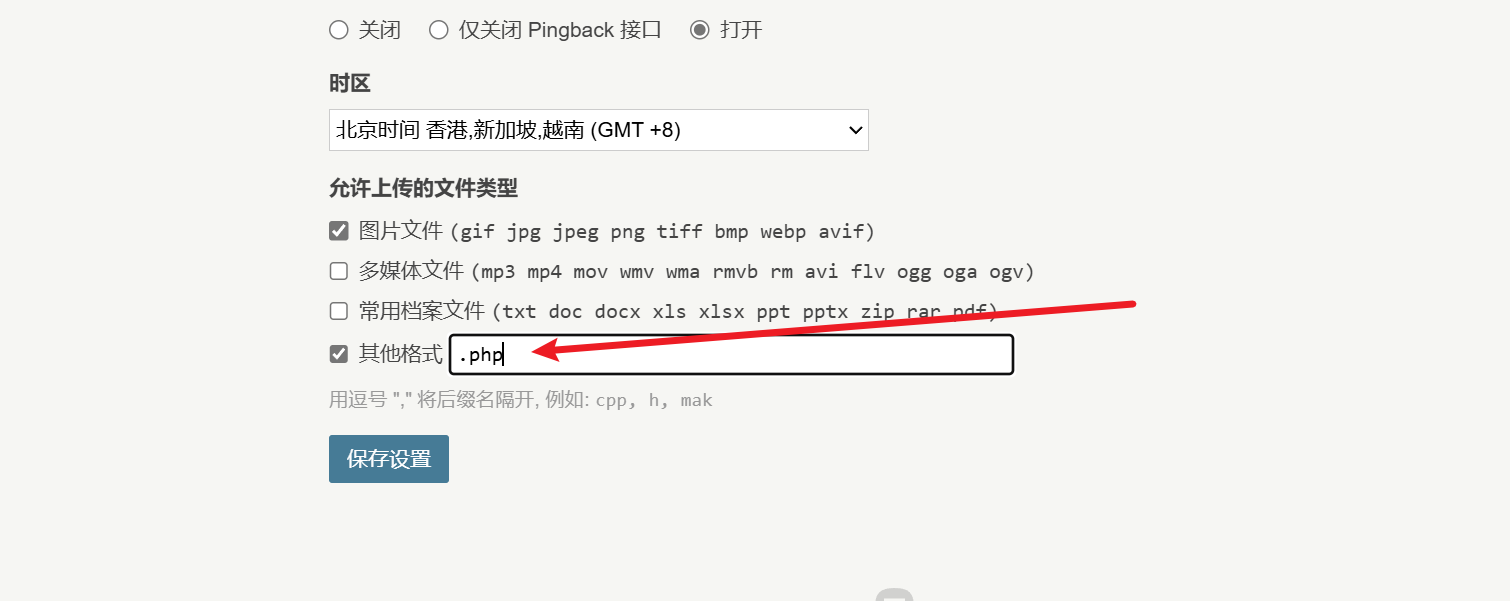 关闭 仅关闭 Pingback 接口 打开
时区
北京时间 香港,新加坡,越南 (GMT +8)
允许上传的文件类型
图片文件 (gif jpg jpeg png tiff bmp webp avif)
多媒体文件 (mp3 mp4 mov wmv wma rmvb rm avi flv ogg oga ogv)
常用档案文件 (txt doc docx xls xlsx ppt pptx zip rar pdf)
其他格式 .php
用逗号 "," 将后缀名隔开, 例如: cpp, h, mak
保存设置